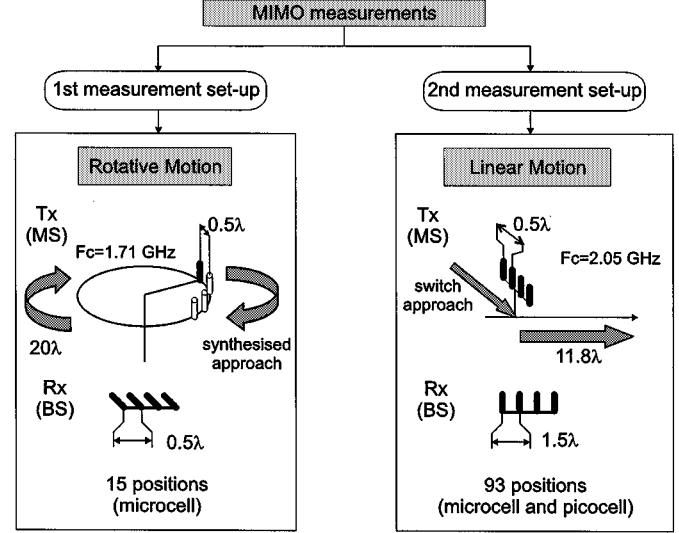 MIMO measurements
1st measurement set-up
Rotative Motion
Tx
(MS)
0.5λ
Fc=1.71 GHz
20λ
synthesised
approach
Rx
(BS)
0.5λ
15 positions
(microcell)
2nd measurement set-up
Linear Motion
Tx
(MS)
0.5λ
Fc=2.05 GHz
switch
approach
11.8λ
Rx
(BS)
1.5λ
93 positions
(microcell and picocell)